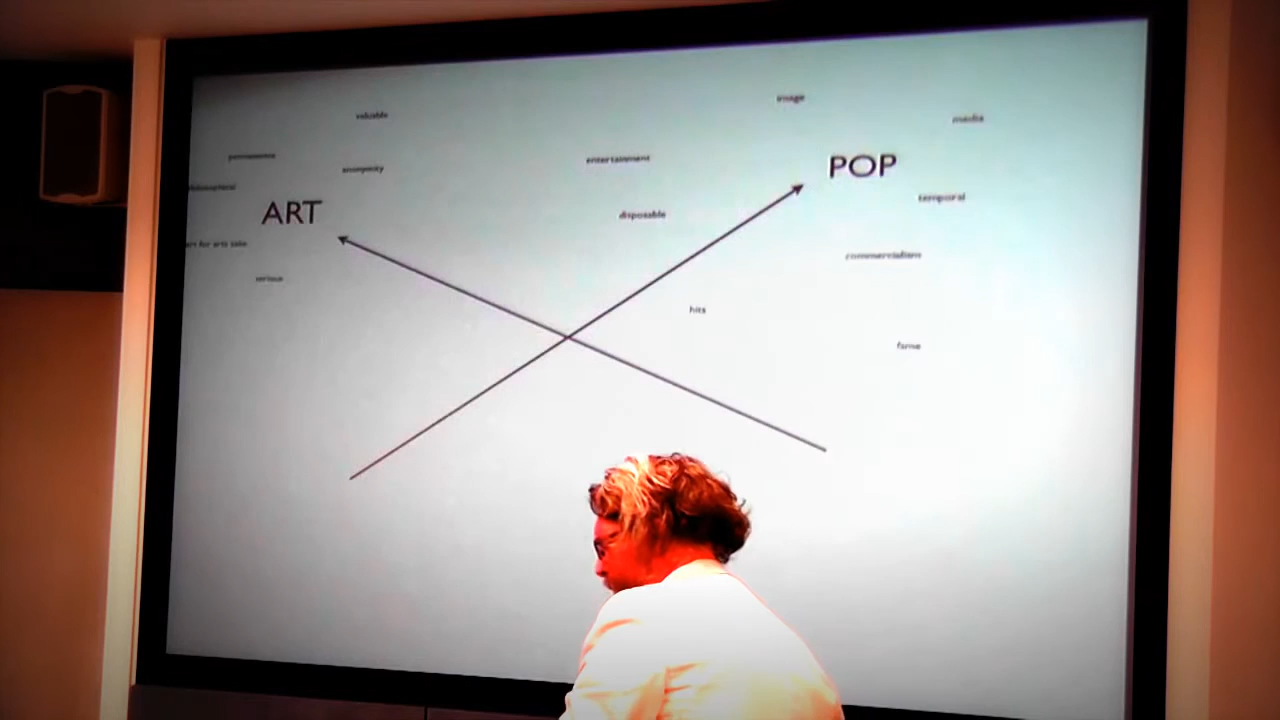 image
valuable
media
permanence
entertainment
anonymity
POP
philosophical
temporal
ART
disposable
art for arts sake
commercialism
serious
hits
fame